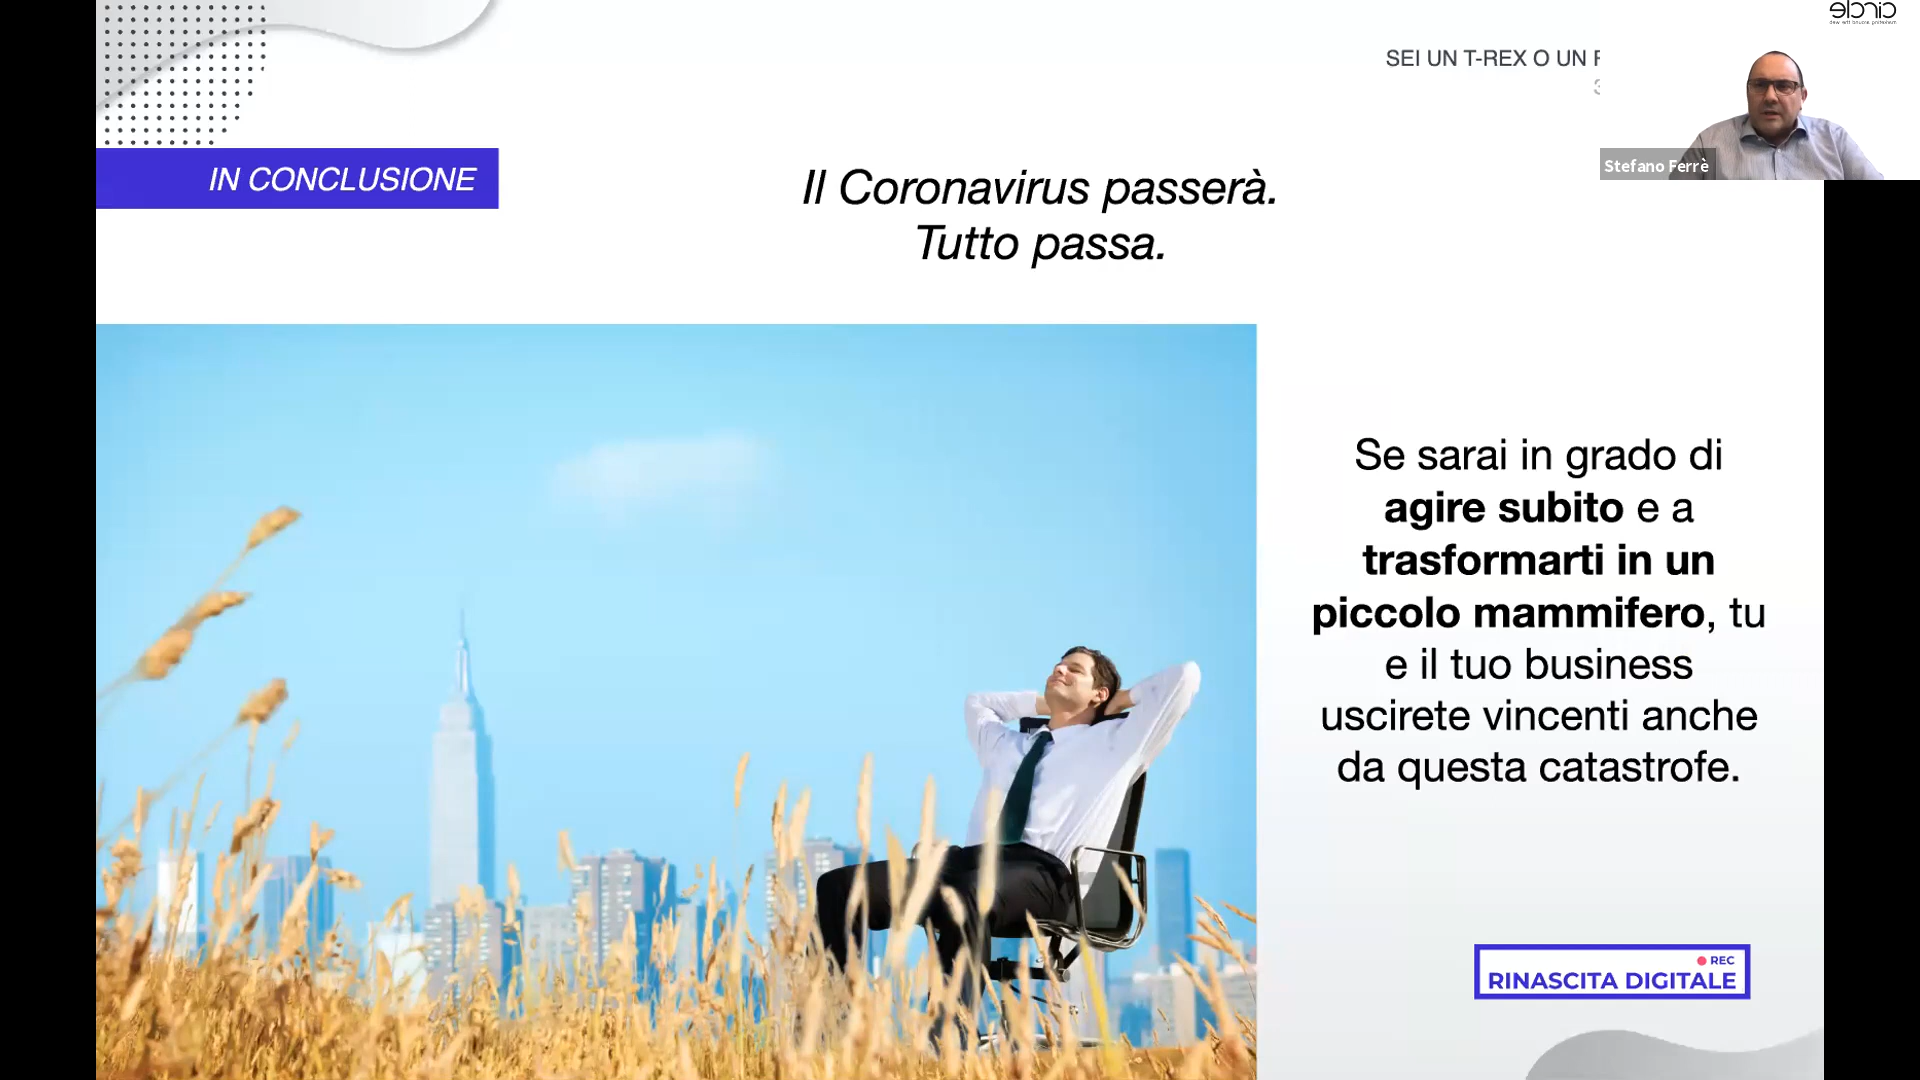 SEI UN T-REX O UN
Stefano Ferrè
IN CONCLUSIONE
Il Coronavirus passerà.
Tutto passa.
Se sarai in grado di
agire subito e a
trasformarti in un
piccolo mammifero, tu
e il tuo business
uscirete vincenti anche
da questa catastrofe.
REC
RINASCITA DIGITALE